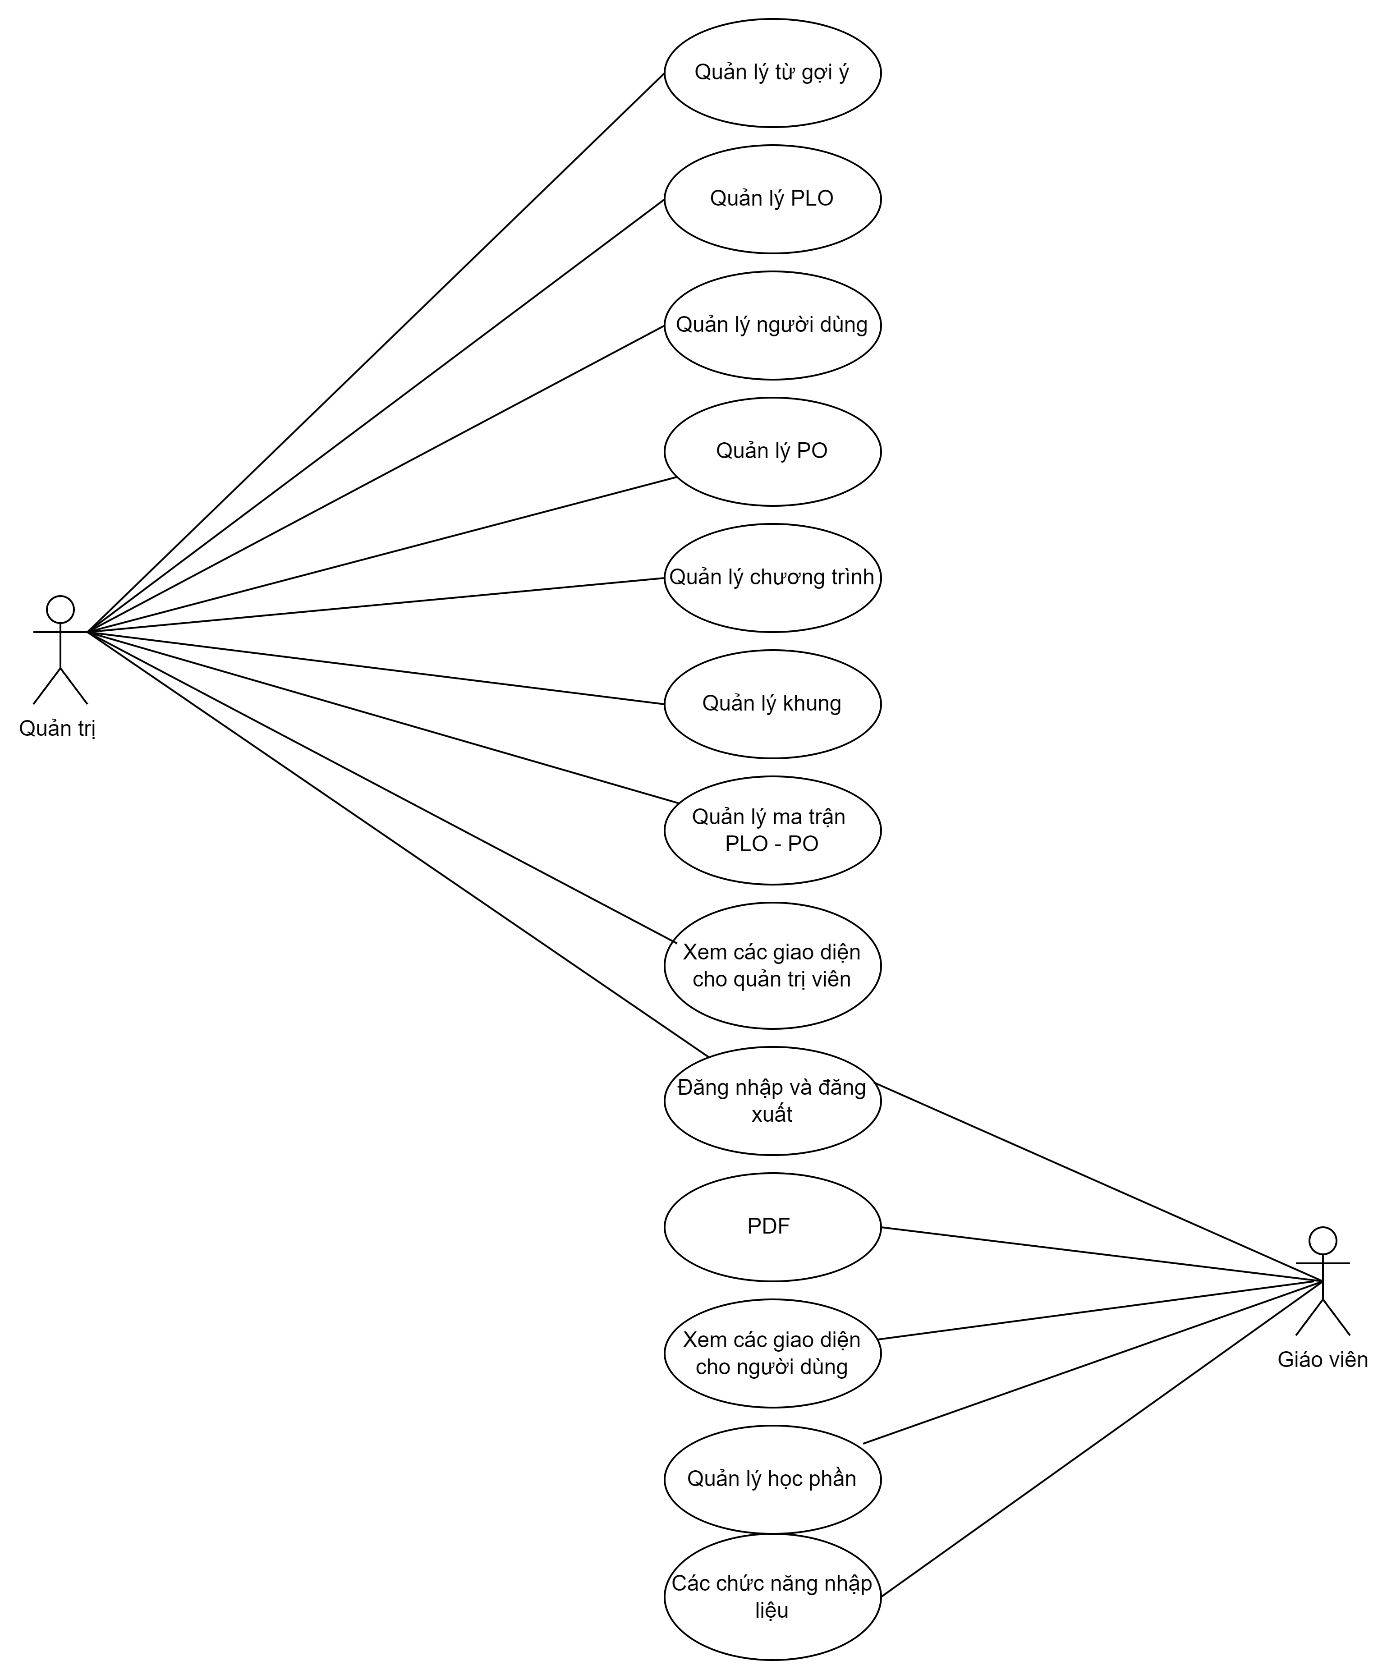 Quản lý từ gợi ý
Quản lý PLO
Quản lý người dùng
Quản lý PO
Quản lý chương trình
Quản lý khung
Quản trị
Quản lý ma trận
PLO - PO
Xem các giao diện
cho quản trị viên
Đăng nhập và đăng
xuất
PDF
Xem các giao diện
cho người dùng
Giáo viên
Quản lý học phần
Các chức năng nhập
liệu